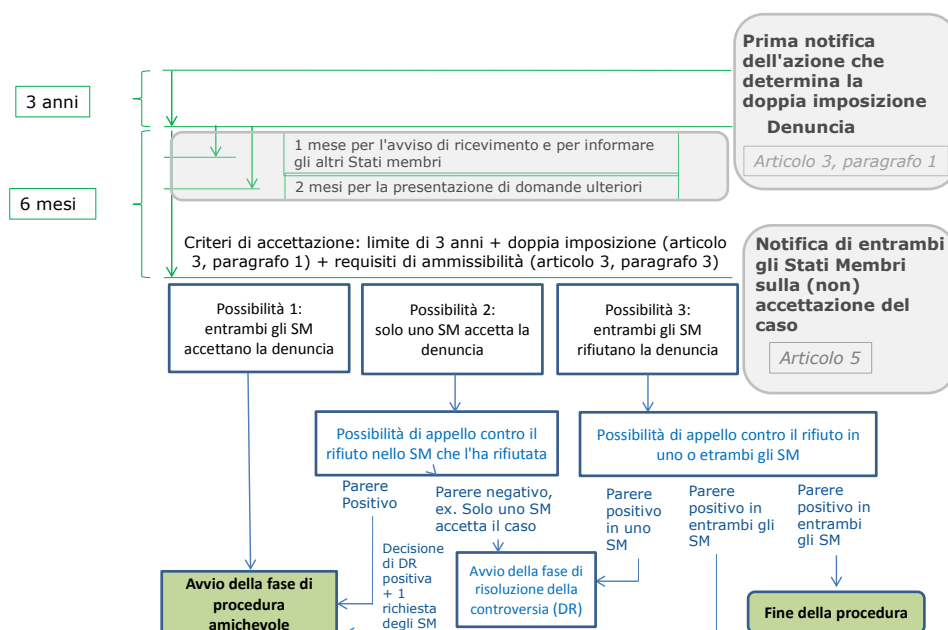 Prima notifica
dell'azione che
determina la
doppia imposizione
Denuncia
Articolo 3, paragrafo 1
3 anni
1 mese per l'avviso di ricevimento e per informare
gli altri Stati membri
2 mesi per la presentazione di domande ulteriori
6 mesi
Criteri di accettazione: limite di 3 anni + doppia imposizione (articolo
3, paragrafo 1) + requisiti di ammissibilità (articolo 3, paragrafo 3)
Notifica di entrambi
gli Stati Membri
sulla (non)
accettazione del
caso
Articolo 5
Possibilità 1:
entrambi gli SM
accettano la denuncia
Possibilità 2:
solo uno SM accetta la
denuncia
Possibilità 3:
entrambi gli SM
rifiutano la denuncia
Possibilità di appello contro il
rifiuto nello SM che l'ha rifiutata
Possibilità di appello contro il rifiuto in
uno o etrambi gli SM
Parere
Positivo
Parere negativo,
ex. Solo uno SM
accetta il caso
Parere
positivo
in uno
SM
Parere
positivo in
entrambi gli
SM
Parere
positivo in
entrambi
gli SM
Decisione
di DR
positiva
+ 1
richiesta
degli SM
Avvio della fase di
risoluzione della
controversia (DR)
Avvio della fase di
procedura
amichevole
Fine della procedura